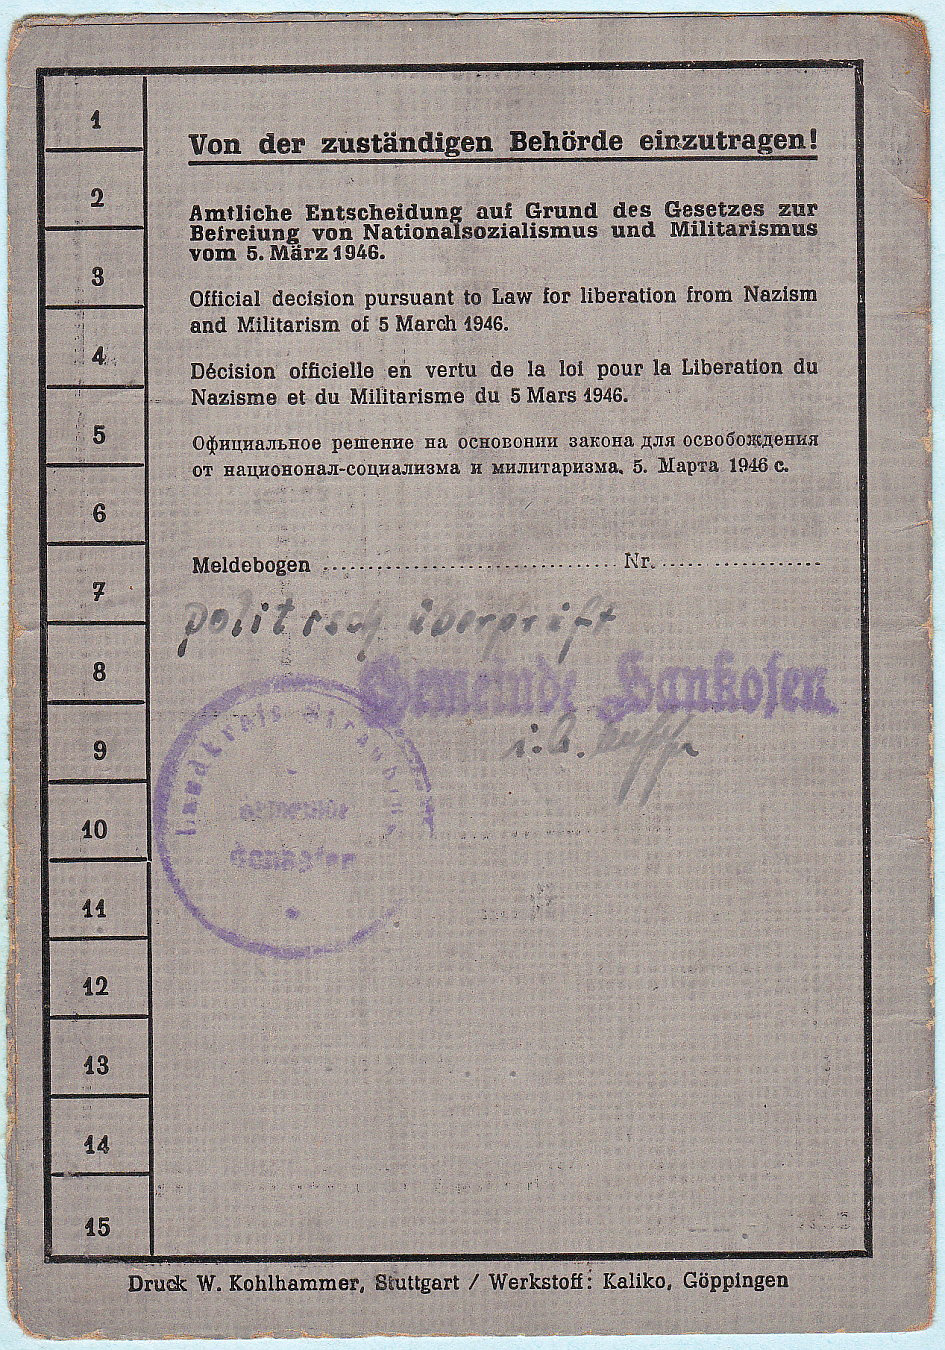 1
2
3
4
5
6
7
8
9
10
11
12
13
14
15
Von der zuständigen Behörde einzutragen!
Amtliche Entscheidung auf Grund des Gesetzes zur
Befreiung von Nationalsozialismus und Militarismus
vom 5. März 1946.
Official decision pursuant to Law for liberation from Nazism
and Militarism of 5 March 1946.
Décision officielle en vertu de la loi pour la Liberation du
Nazisme et du Militarisme du 5 Mars 1946.
Официальное решение на основонии закона для освобождения
от национонал-социализма и милитаризма. 5. Марта 1946 с.
Meldebogen ........................................ Nr. ......................
politisch überprüft
Gemeinde Hankofen
i.A.
Landkreis Straubing
Gemeinde
Hankofen
Druck W. Kohlhammer, Stuttgart / Werkstoff: Kaliko, Göppingen